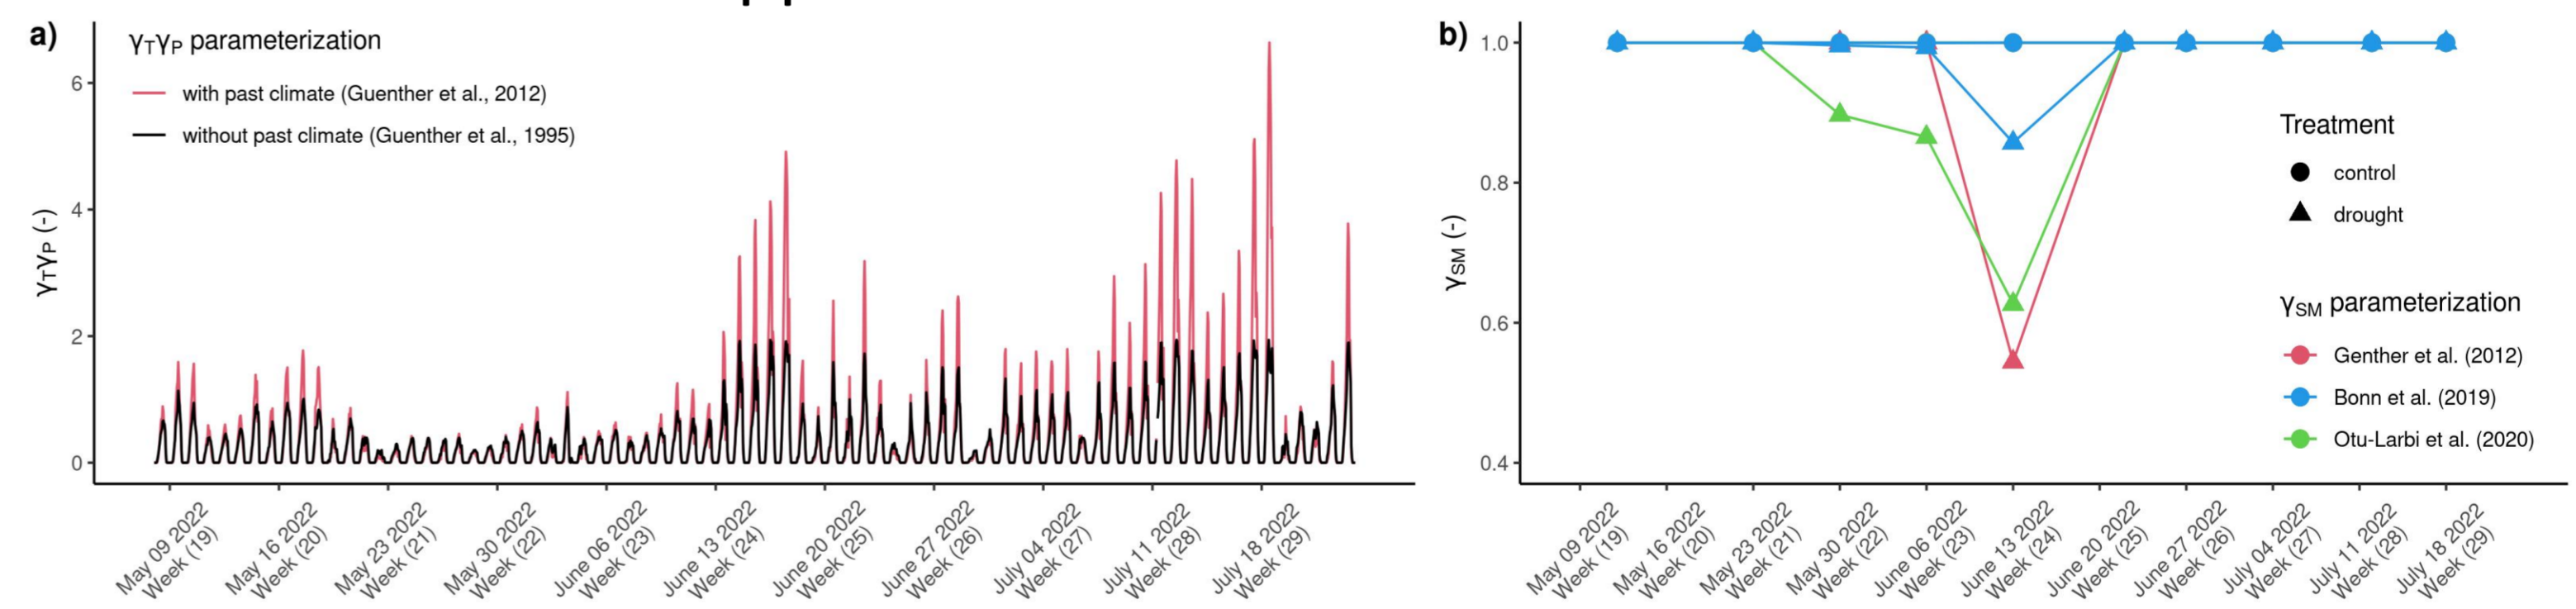 a)
γTγP parameterization
with past climate (Guenther et al., 2012)
without past climate (Guenther et al., 1995)
γTγP (-)
6
4
2
0
May 09 2022
Week (19)
May 16 2022
Week (20)
May 23 2022
Week (21)
May 30 2022
Week (22)
June 06 2022
Week (23)
June 13 2022
Week (24)
June 20 2022
Week (25)
June 27 2022
Week (26)
July 04 2022
Week (27)
July 11 2022
Week (28)
July 18 2022
Week (29)
b)
γSM (-)
1.0
0.8
0.6
0.4
Treatment
control
drought
γSM parameterization
Genther et al. (2012)
Bonn et al. (2019)
Otu-Larbi et al. (2020)
May 09 2022
Week (19)
May 16 2022
Week (20)
May 23 2022
Week (21)
May 30 2022
Week (22)
June 06 2022
Week (23)
June 13 2022
Week (24)
June 20 2022
Week (25)
June 27 2022
Week (26)
July 04 2022
Week (27)
July 11 2022
Week (28)
July 18 2022
Week (29)